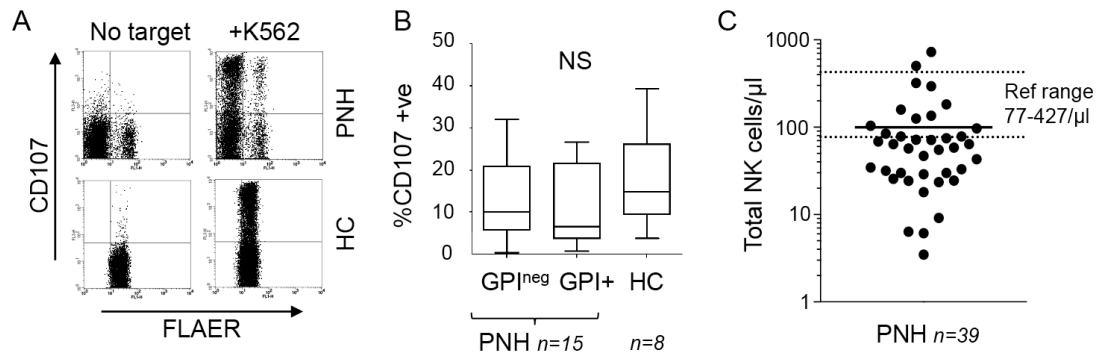 A
No target
+K562
PNH
HC
CD107
FLAER
B
NS
%CD107 +ve
50
40
30
20
10
0
GPIneg
GPI+
HC
PNH n=15
n=8
C
Total NK cells/µl
1000
100
10
1
Ref range
77-427/µl
PNH n=39